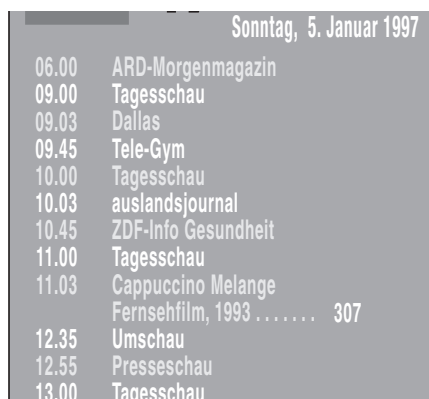 Sonntag, 5. Januar 1997
06.00 ARD-Morgenmagazin
09.00 Tagesschau
09.03 Dallas
09.45 Tele-Gym
10.00 Tagesschau
10.03 auslandsjournal
10.45 ZDF-Info Gesundheit
11.00 Tagesschau
11.03 Cappuccino Melange
Fernsehfilm, 1993 . . . . . . . 307
12.35 Umschau
12.55 Presseschau
13.00 Tagesschau